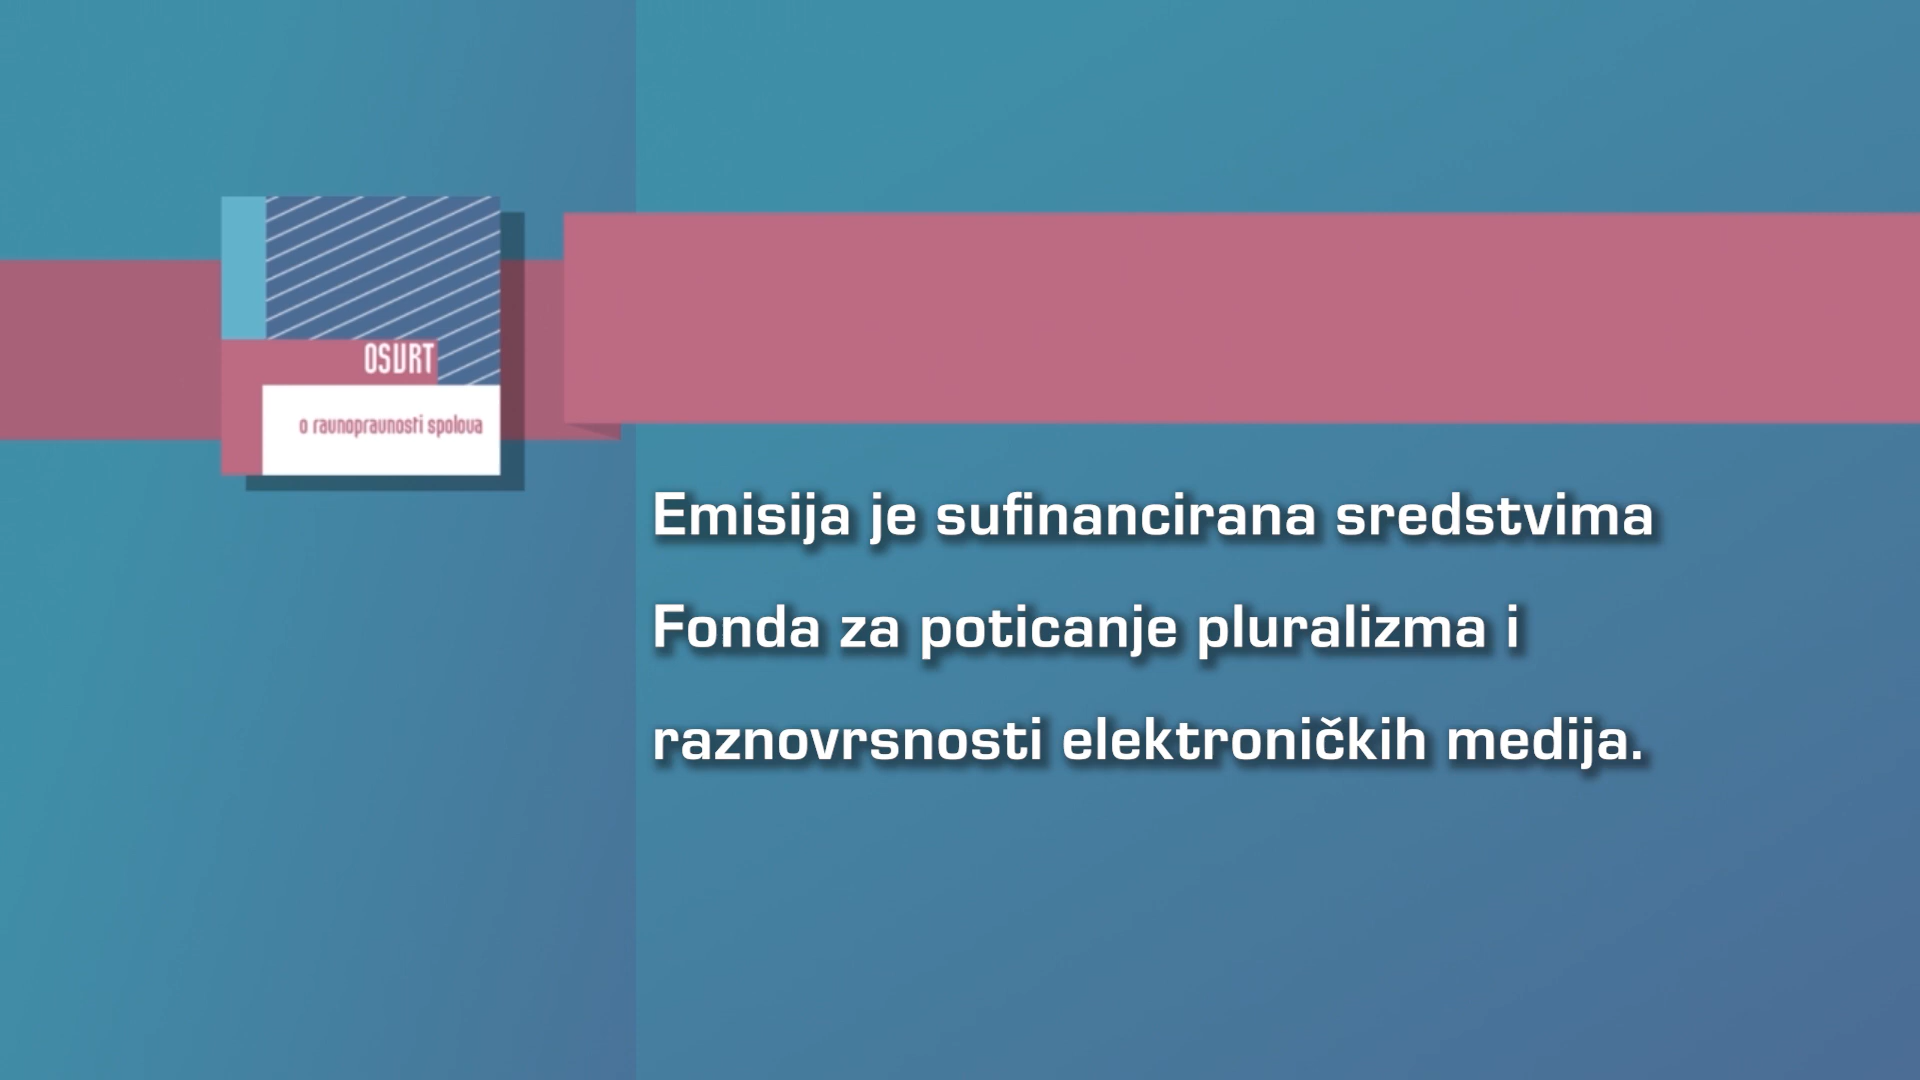 OSVRT
o ravnopravnosti spolova
Emisija je sufinancirana sredstvima
Fonda za poticanje pluralizma i
raznovrsnosti elektroničkih medija.